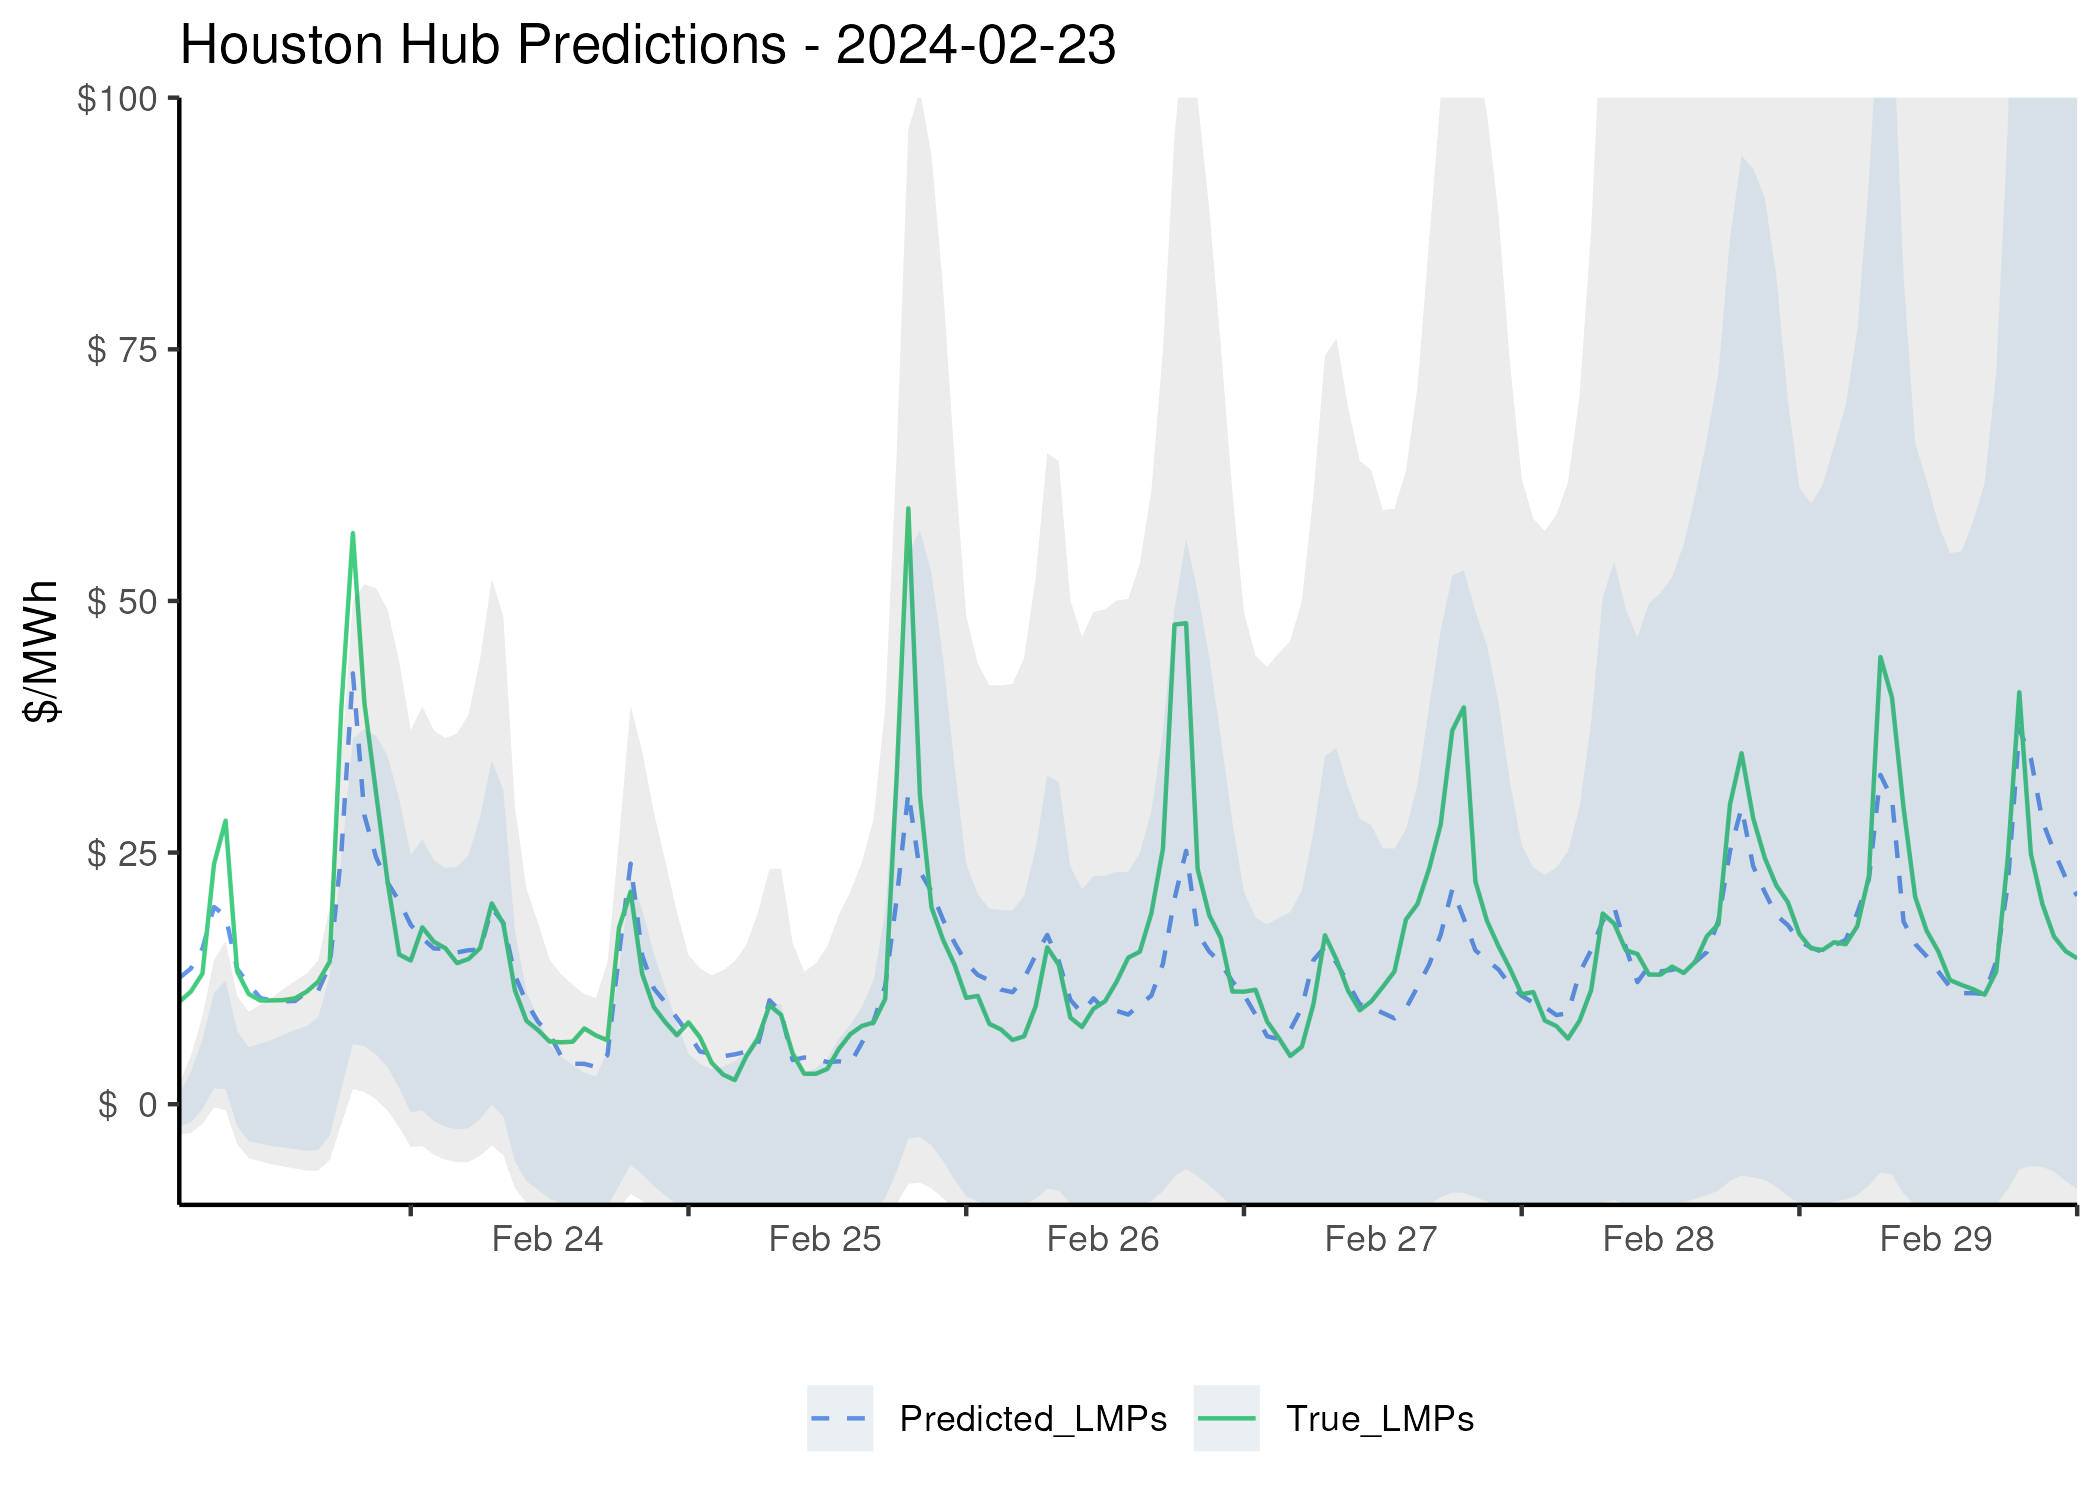 Houston Hub Predictions - 2024-02-23
$100
$ 75
$ 50
$ 25
$ 0
$/MWh
Feb 24 Feb 25 Feb 26 Feb 27 Feb 28 Feb 29
Predicted_LMPs True_LMPs